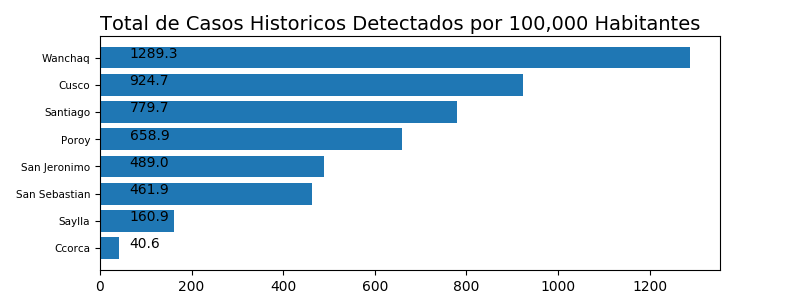 Total de Casos Historicos Detectados por 100,000 Habitantes
Wanchaq 1289.3
Cusco 924.7
Santiago 779.7
Poroy 658.9
San Jeronimo 489.0
San Sebastian 461.9
Saylla 160.9
Ccorca 40.6
0 200 400 600 800 1000 1200